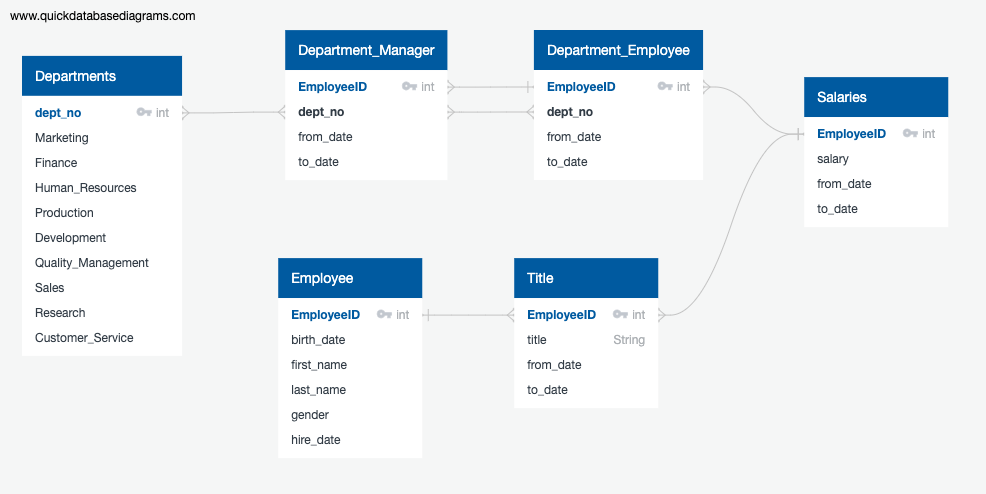 www.quickdatabasediagrams.com
Departments
dept_no int
Marketing
Finance
Human_Resources
Production
Development
Quality_Management
Sales
Research
Customer_Service
Department_Manager
EmployeeID int
dept_no
from_date
to_date
Department_Employee
EmployeeID int
dept_no
from_date
to_date
Salaries
EmployeeID int
salary
from_date
to_date
Employee
EmployeeID int
birth_date
first_name
last_name
gender
hire_date
Title
EmployeeID int
title String
from_date
to_date